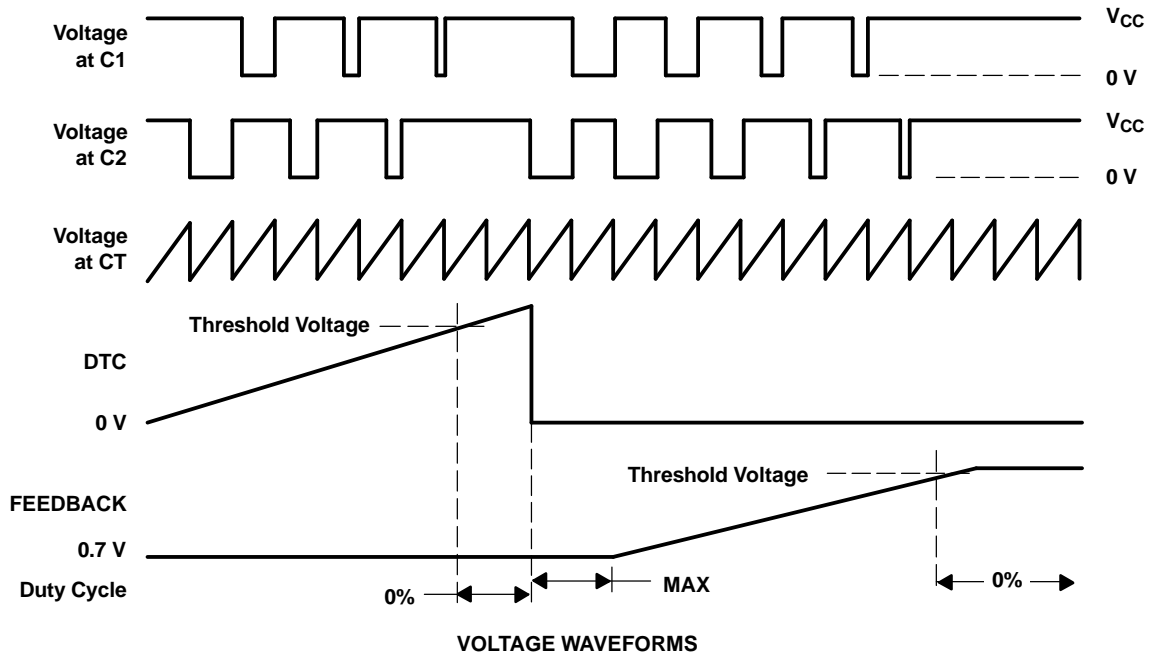 Voltage
at C1
VCC
0 V
Voltage
at C2
VCC
0 V
Voltage
at CT
Threshold Voltage
DTC
0 V
Threshold Voltage
FEEDBACK
0.7 V
Duty Cycle
0%
MAX
0%
VOLTAGE WAVEFORMS